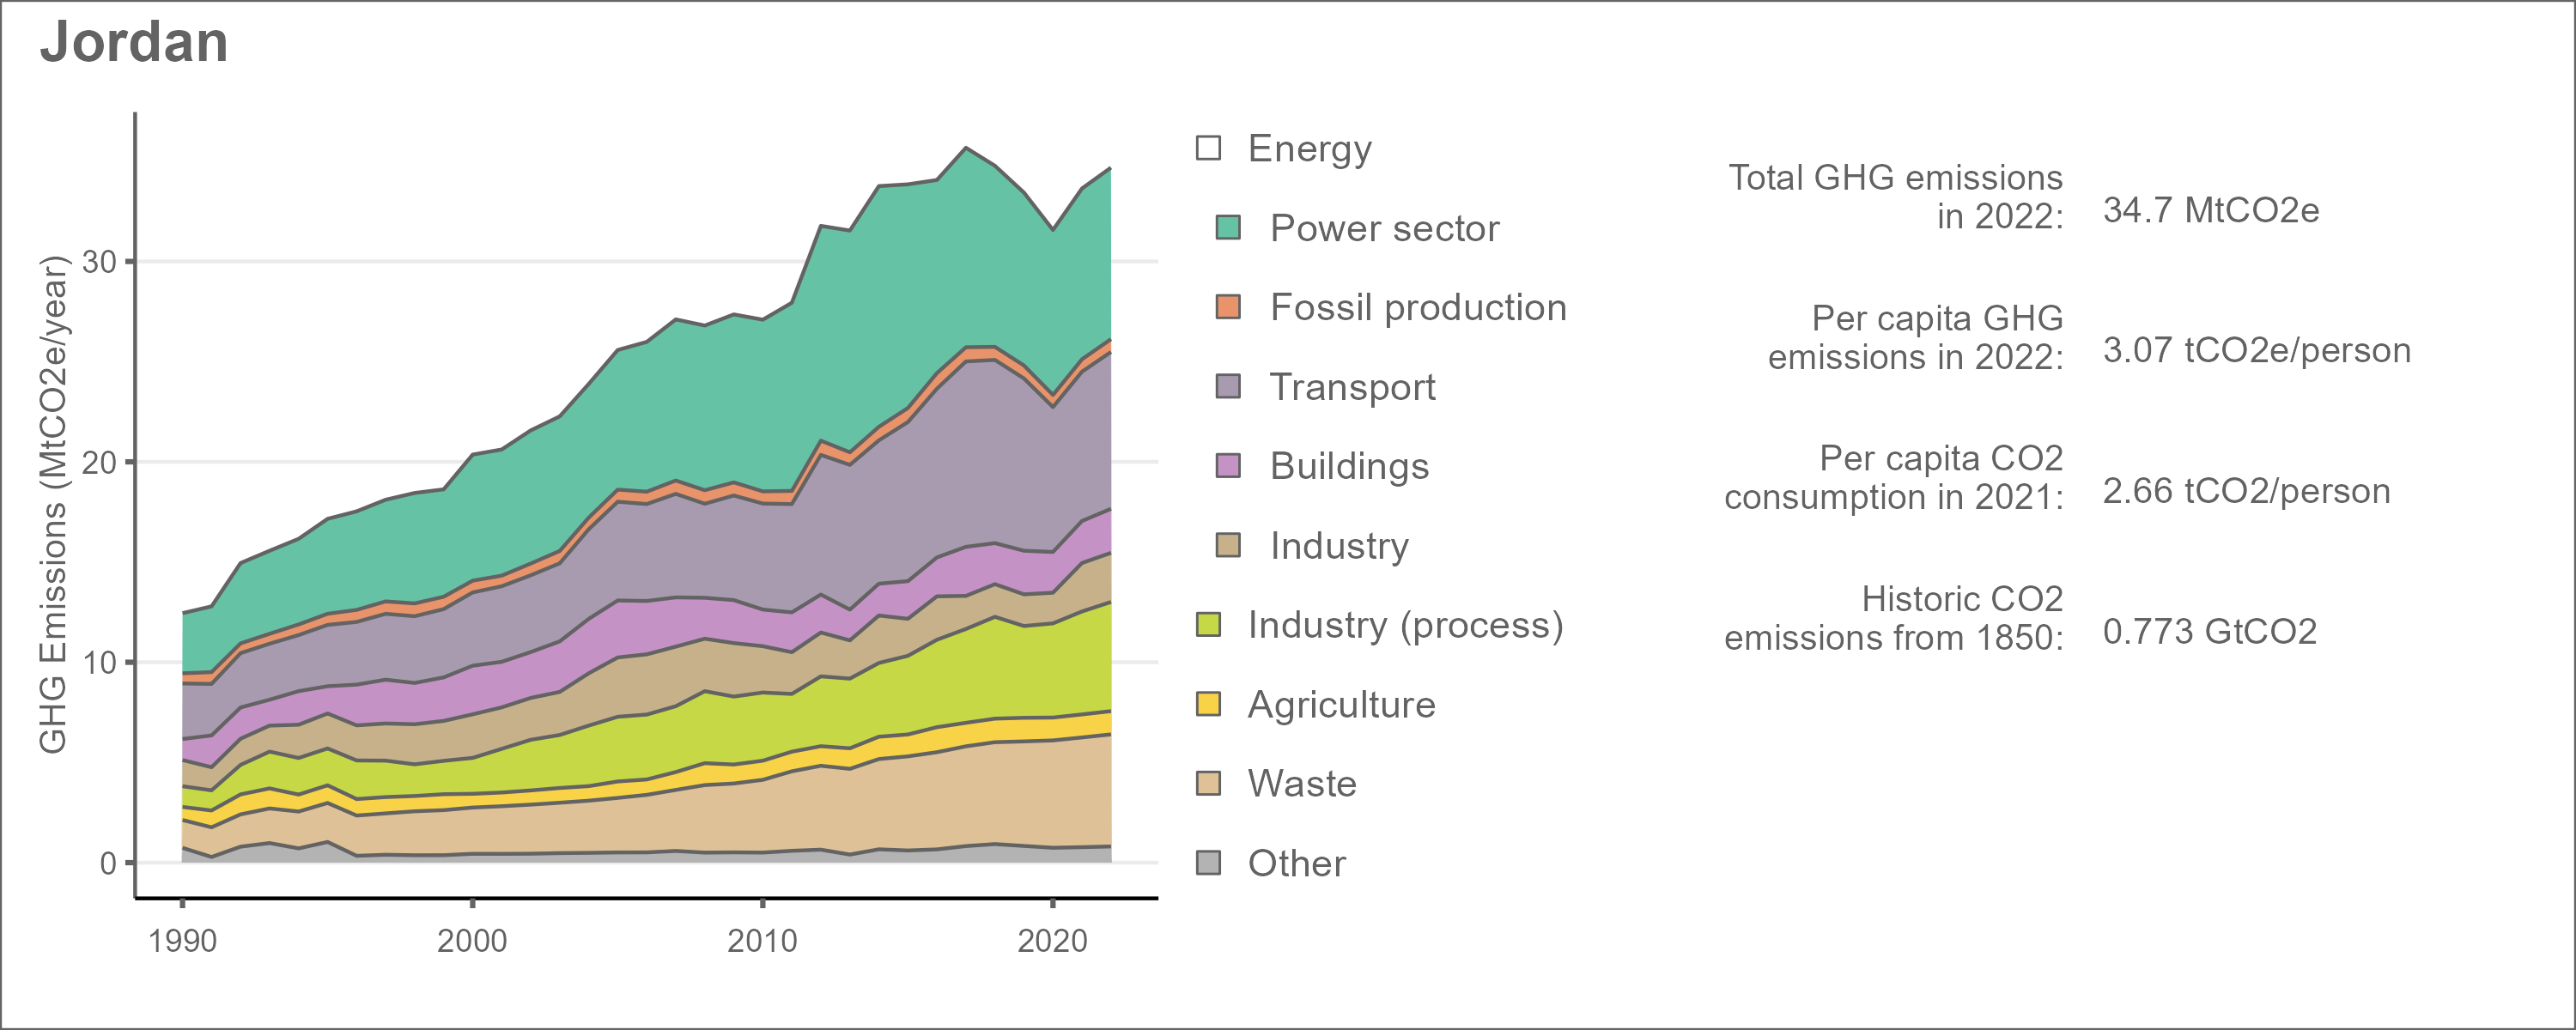 Jordan
GHG Emissions (MtCO2e/year)
30
20
10
0
1990
2000
2010
2020
Energy
Power sector
Fossil production
Transport
Buildings
Industry
Industry (process)
Agriculture
Waste
Other
Total GHG emissions
in 2022:
34.7 MtCO2e
Per capita GHG
emissions in 2022:
3.07 tCO2e/person
Per capita CO2
consumption in 2021:
2.66 tCO2/person
Historic CO2
emissions from 1850:
0.773 GtCO2